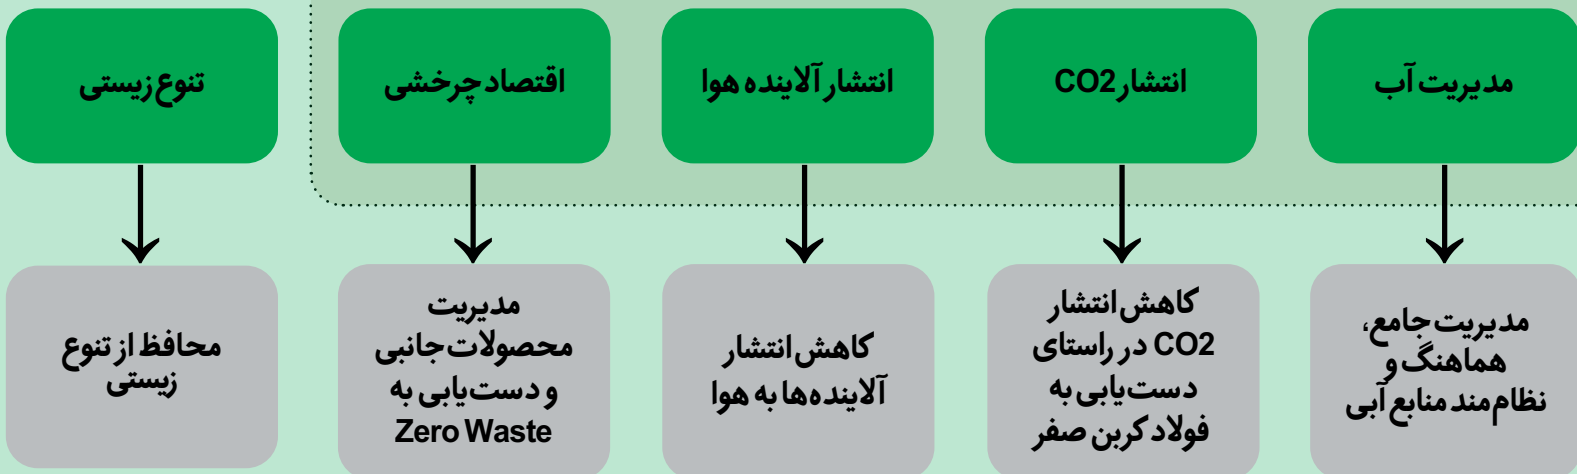 مدیریت آب
انتشار CO2
انتشار آلاینده هوا
اقتصاد چرخشی
تنوع زیستی
مدیریت جامع،
هماهنگ و
نظام‌مند منابع آبی
کاهش انتشار
CO2 در راستای
دست‌یابی به
فولاد کربن صفر
کاهش انتشار
آلاینده‌ها به هوا
مدیریت
محصولات جانبی
و دست‌یابی به
Zero Waste
محافظ از تنوع
زیستی